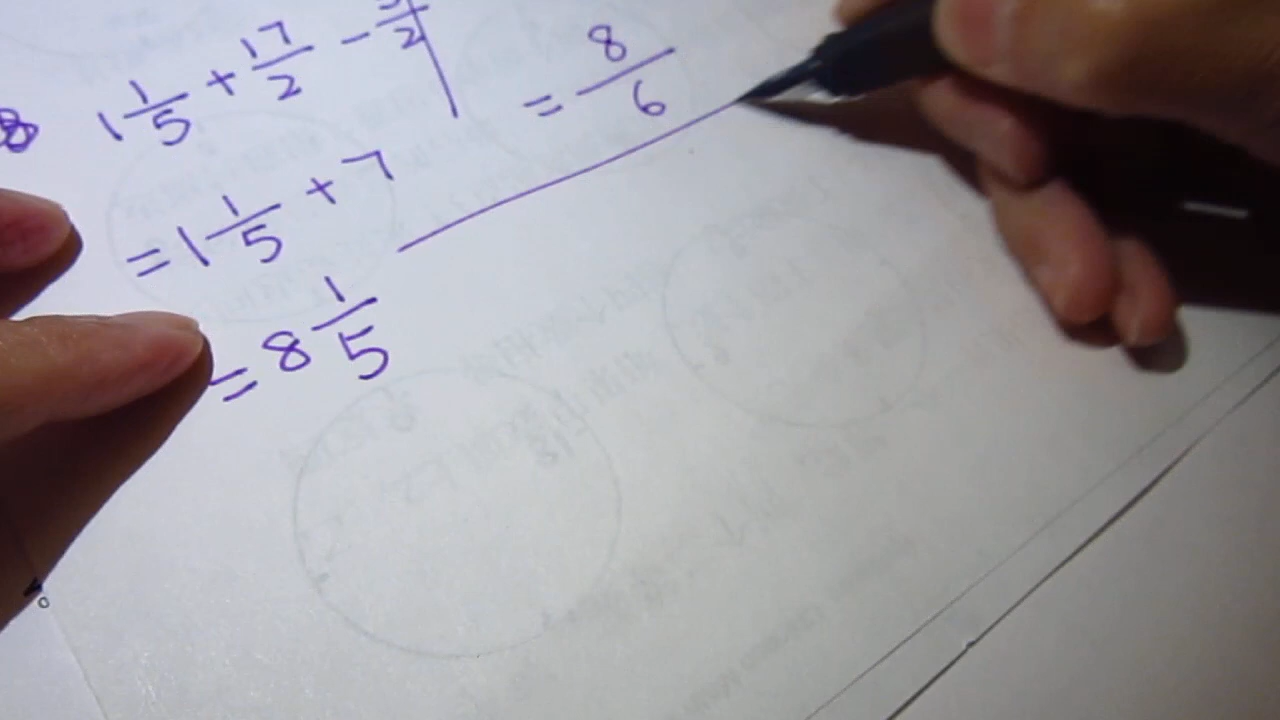 8 1 1/5 + 17/2 - 3/2
= 1 1/5 + 7
= 8 1/5
= 8/6